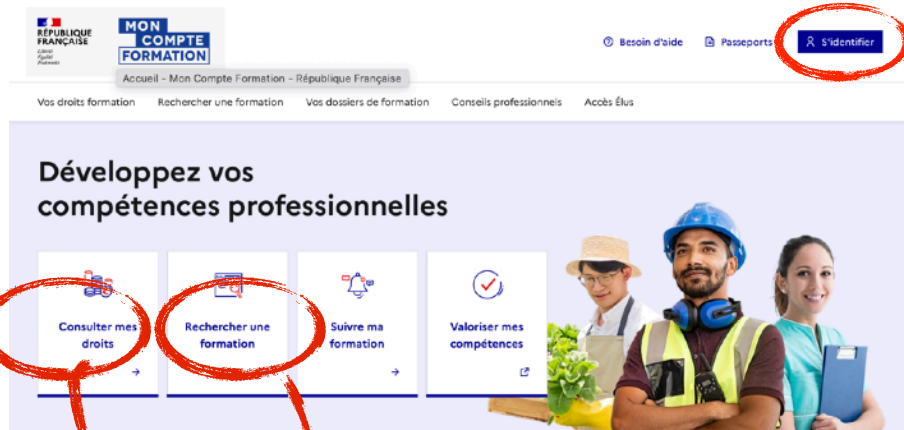 RÉPUBLIQUE
FRANÇAISE
Liberté
Égalité
Fraternité
MON
COMPTE
FORMATION
Besoin d'aide
Passeports
S'identifier
Accueil - Mon Compte Formation - République Française
Vos droits formation
Rechercher une formation
Vos dossiers de formation
Conseils professionnels
Accès Élus
Développez vos
compétences professionnelles
Consulter mes
droits
Rechercher une
formation
Suivre ma
formation
Valoriser mes
compétences